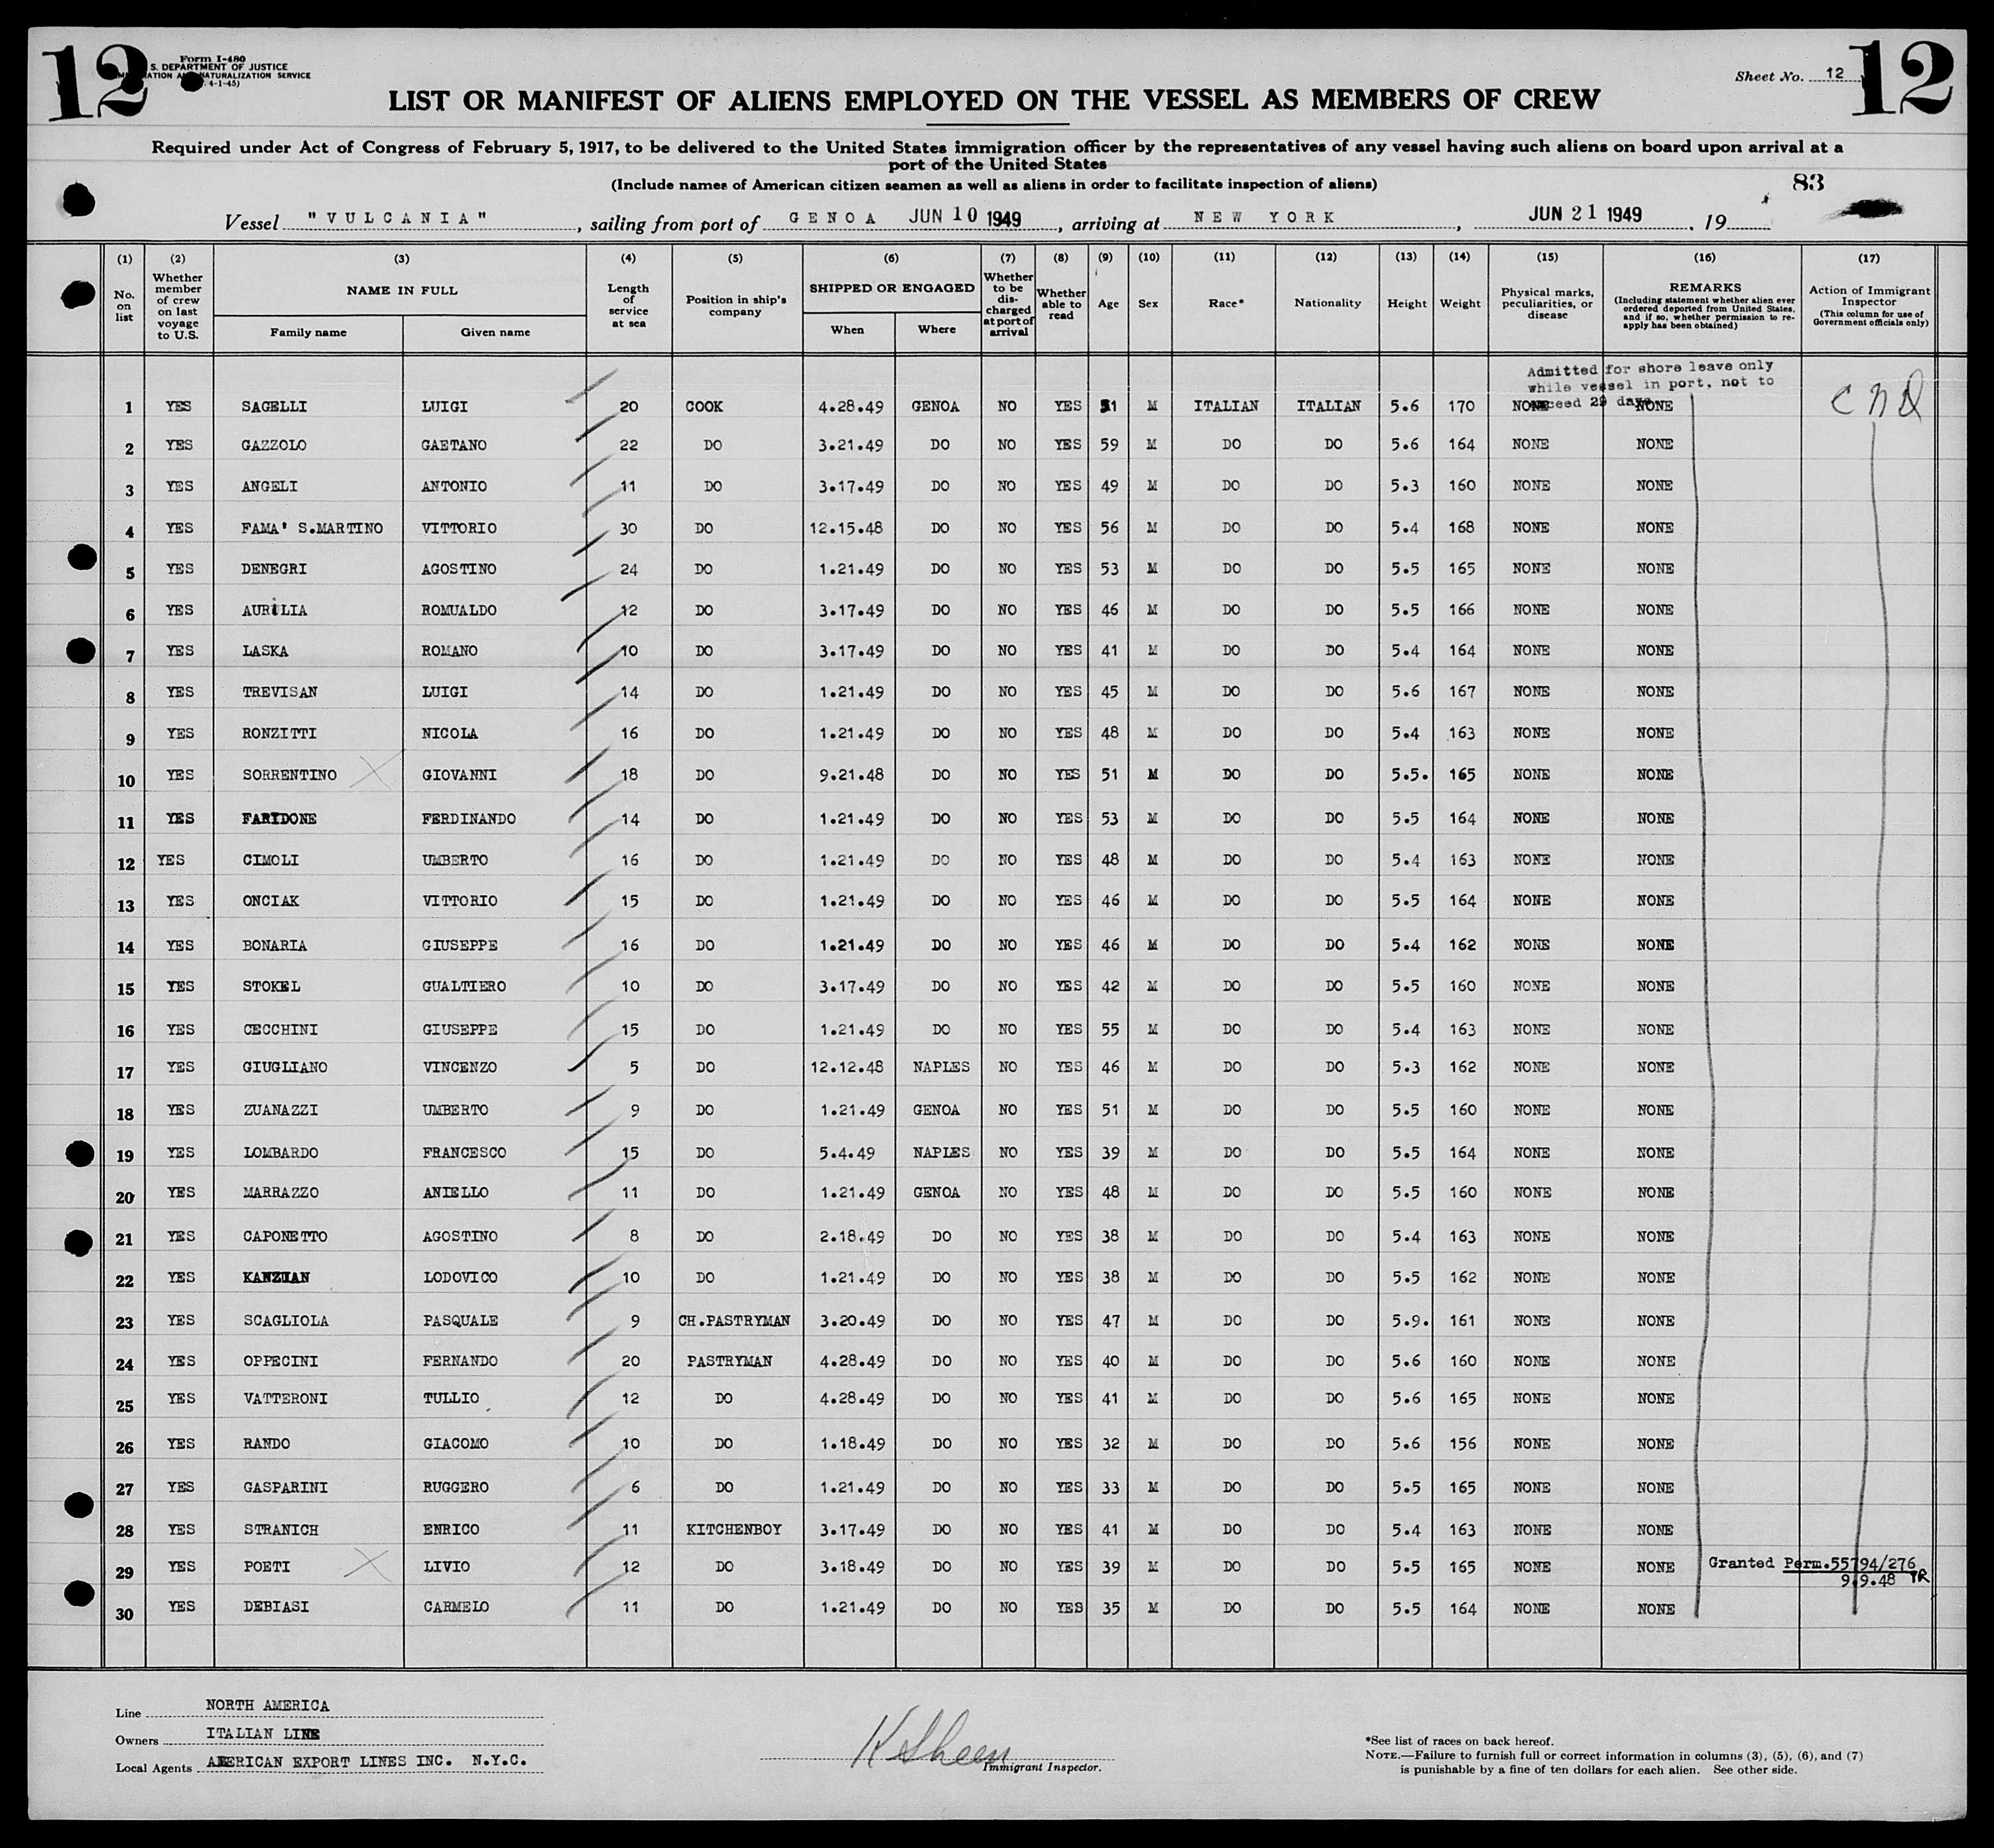 12
Form I-480
S. DEPARTMENT OF JUSTICE
NATURALIZATION SERVICE
4-1-45)
Sheet No. 12
12
LIST OR MANIFEST OF ALIENS EMPLOYED ON THE VESSEL AS MEMBERS OF CREW
Required under Act of Congress of February 5, 1917, to be delivered to the United States immigration officer by the representatives of any vessel having such aliens on board upon arrival at a
port of the United States
(Include names of American citizen seamen as well as aliens in order to facilitate inspection of aliens)
83
Vessel "VULCANIA", sailing from port of GENOA JUN 10 1949, arriving at NEW YORK, JUN 21 1949, 19
(1) No. on list (2) Whether member of crew on last voyage to U.S. (3) NAME IN FULL Family name Given name (4) Length of service at sea (5) Position in ship's company (6) SHIPPED OR ENGAGED When Where (7) Whether to be discharged at port of arrival (8) Whether able to read (9) Age (10) Sex (11) Race* (12) Nationality (13) Height (14) Weight (15) Physical marks, peculiarities, or disease (16) REMARKS (Including statement whether alien ever ordered deported from United States, and if so, whether permission to re-apply has been obtained) (17) Action of Immigrant Inspector (This column for use of Government officials only)
Admitted for shore leave only
while vessel in port, not to
exceed 29 days
1 YES SAGELLI LUIGI 20 COOK 4.28.49 GENOA NO YES 51 M ITALIAN ITALIAN 5.6 170 NONE NONE
2 YES GAZZOLO GAETANO 22 DO 3.21.49 DO NO YES 59 M DO DO 5.6 164 NONE NONE
3 YES ANGELI ANTONIO 11 DO 3.17.49 DO NO YES 49 M DO DO 5.3 160 NONE NONE
4 YES FAMA' S.MARTINO VITTORIO 30 DO 12.15.48 DO NO YES 56 M DO DO 5.4 168 NONE NONE
5 YES DENEGRI AGOSTINO 24 DO 1.21.49 DO NO YES 53 M DO DO 5.5 165 NONE NONE
6 YES AURILIA ROMUALDO 12 DO 3.17.49 DO NO YES 46 M DO DO 5.5 166 NONE NONE
7 YES LASKA ROMANO 10 DO 3.17.49 DO NO YES 41 M DO DO 5.4 164 NONE NONE
8 YES TREVISAN LUIGI 14 DO 1.21.49 DO NO YES 45 M DO DO 5.6 167 NONE NONE
9 YES RONZITTI NICOLA 16 DO 1.21.49 DO NO YES 48 M DO DO 5.4 163 NONE NONE
10 YES SORRENTINO GIOVANNI 18 DO 9.21.48 DO NO YES 51 M DO DO 5.5. 165 NONE NONE
11 YES FARIDONE FERDINANDO 14 DO 1.21.49 DO NO YES 53 M DO DO 5.5 164 NONE NONE
12 YES CIMOLI UMBERTO 16 DO 1.21.49 DO NO YES 48 M DO DO 5.4 163 NONE NONE
13 YES ONCIAK VITTORIO 15 DO 1.21.49 DO NO YES 46 M DO DO 5.5 164 NONE NONE
14 YES BONARIA GIUSEPPE 16 DO 1.21.49 DO NO YES 46 M DO DO 5.4 162 NONE NONE
15 YES STOKEL GUALTIERO 10 DO 3.17.49 DO NO YES 42 M DO DO 5.5 160 NONE NONE
16 YES CECCHINI GIUSEPPE 15 DO 1.21.49 DO NO YES 55 M DO DO 5.4 163 NONE NONE
17 YES GIUGLIANO VINCENZO 5 DO 12.12.48 NAPLES NO YES 46 M DO DO 5.3 162 NONE NONE
18 YES ZUANAZZI UMBERTO 9 DO 1.21.49 GENOA NO YES 51 M DO DO 5.5 160 NONE NONE
19 YES LOMBARDO FRANCESCO 15 DO 5.4.49 NAPLES NO YES 39 M DO DO 5.5 164 NONE NONE
20 YES MARRAZZO ANIELLO 11 DO 1.21.49 GENOA NO YES 48 M DO DO 5.5 160 NONE NONE
21 YES CAPONETTO AGOSTINO 8 DO 2.18.49 DO NO YES 38 M DO DO 5.4 163 NONE NONE
22 YES KANZIAN LODOVICO 10 DO 1.21.49 DO NO YES 38 M DO DO 5.5 162 NONE NONE
23 YES SCAGLIOLA PASQUALE 9 CH.PASTRYMAN 3.20.49 DO NO YES 47 M DO DO 5.9. 161 NONE NONE
24 YES OPPECINI FERNANDO 20 PASTRYMAN 4.28.49 DO NO YES 40 M DO DO 5.6 160 NONE NONE
25 YES VATTERONI TULLIO 12 DO 4.28.49 DO NO YES 41 M DO DO 5.6 165 NONE NONE
26 YES RANDO GIACOMO 10 DO 1.18.49 DO NO YES 32 M DO DO 5.6 156 NONE NONE
27 YES GASPARINI RUGGERO 6 DO 1.21.49 DO NO YES 33 M DO DO 5.5 165 NONE NONE
28 YES STRANICH ENRICO 11 KITCHENBOY 3.17.49 DO NO YES 41 M DO DO 5.4 163 NONE NONE
29 YES POETI LIVIO 12 DO 3.18.49 DO NO YES 39 M DO DO 5.5 165 NONE NONE Granted Perm.55794/276
9.9.48
30 YES DEBIASI CARMELO 11 DO 1.21.49 DO NO YES 35 M DO DO 5.5 164 NONE NONE
Line NORTH AMERICA
Owners ITALIAN LINE
Local Agents AMERICAN EXPORT LINES INC. N.Y.C.
Immigrant Inspector.
*See list of races on back hereof.
NOTE.—Failure to furnish full or correct information in columns (3), (5), (6), and (7)
is punishable by a fine of ten dollars for each alien. See other side.